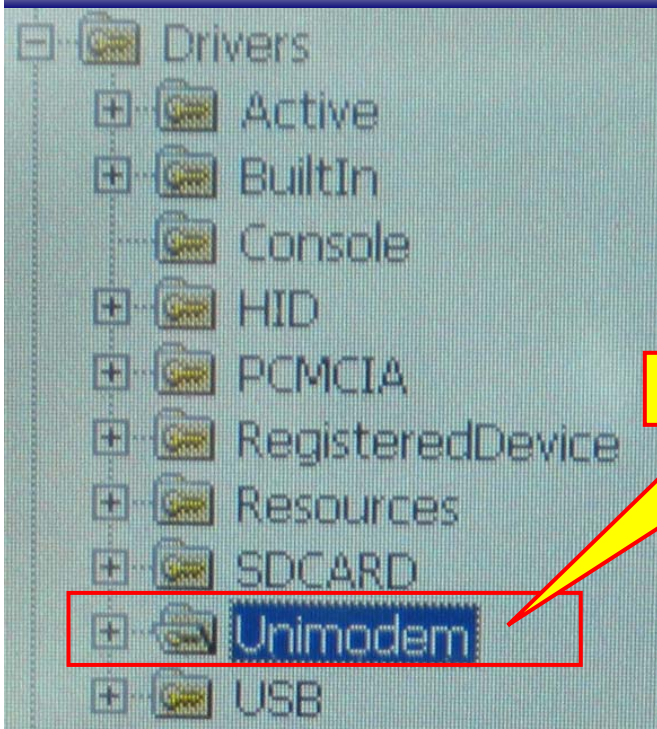 Drivers
Active
BuiltIn
Console
HID
PCMCIA
RegisteredDevice
Resources
SDCARD
Unimodem
USB